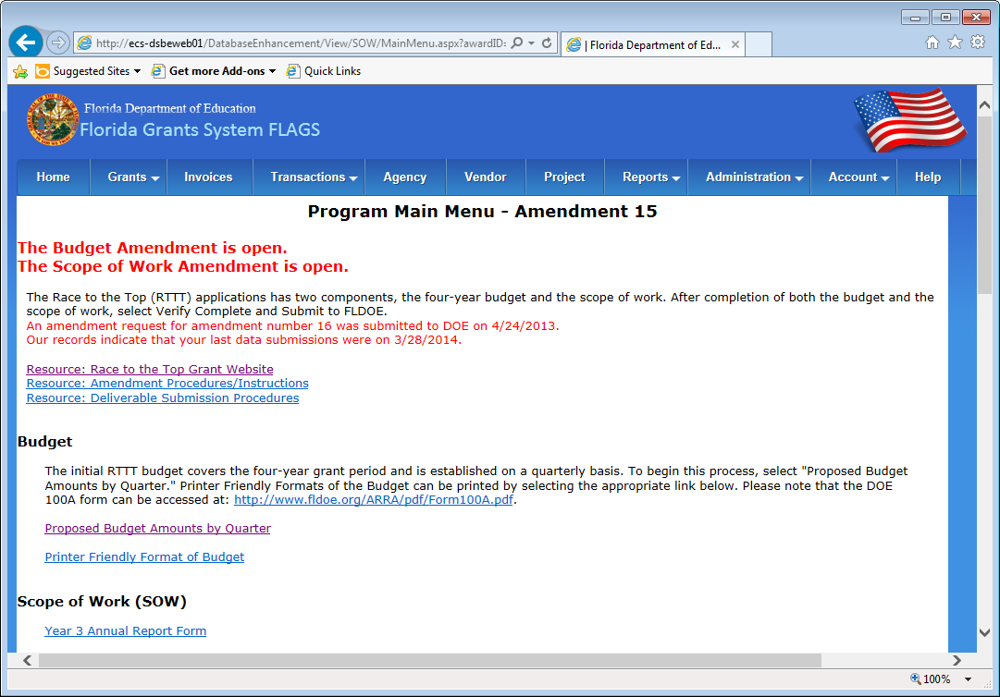 http://ecs-dsbeweb01/DatabaseEnhancement/View/SOW/MainMenu.aspx?awardID:
| Florida Department of Ed...
Suggested Sites
Get more Add-ons
Quick Links
Florida Department of Education
Florida Grants System FLAGS
Home Grants Invoices Transactions Agency Vendor Project Reports Administration Account Help
Program Main Menu - Amendment 15
The Budget Amendment is open.
The Scope of Work Amendment is open.
The Race to the Top (RTTT) applications has two components, the four-year budget and the scope of work. After completion of both the budget and the
scope of work, select Verify Complete and Submit to FLDOE.
An amendment request for amendment number 16 was submitted to DOE on 4/24/2013.
Our records indicate that your last data submissions were on 3/28/2014.
Resource: Race to the Top Grant Website
Resource: Amendment Procedures/Instructions
Resource: Deliverable Submission Procedures
Budget
The initial RTTT budget covers the four-year grant period and is established on a quarterly basis. To begin this process, select "Proposed Budget
Amounts by Quarter." Printer Friendly Formats of the Budget can be printed by selecting the appropriate link below. Please note that the DOE
100A form can be accessed at: http://www.fldoe.org/ARRA/pdf/Form100A.pdf.
Proposed Budget Amounts by Quarter
Printer Friendly Format of Budget
Scope of Work (SOW)
Year 3 Annual Report Form
100%